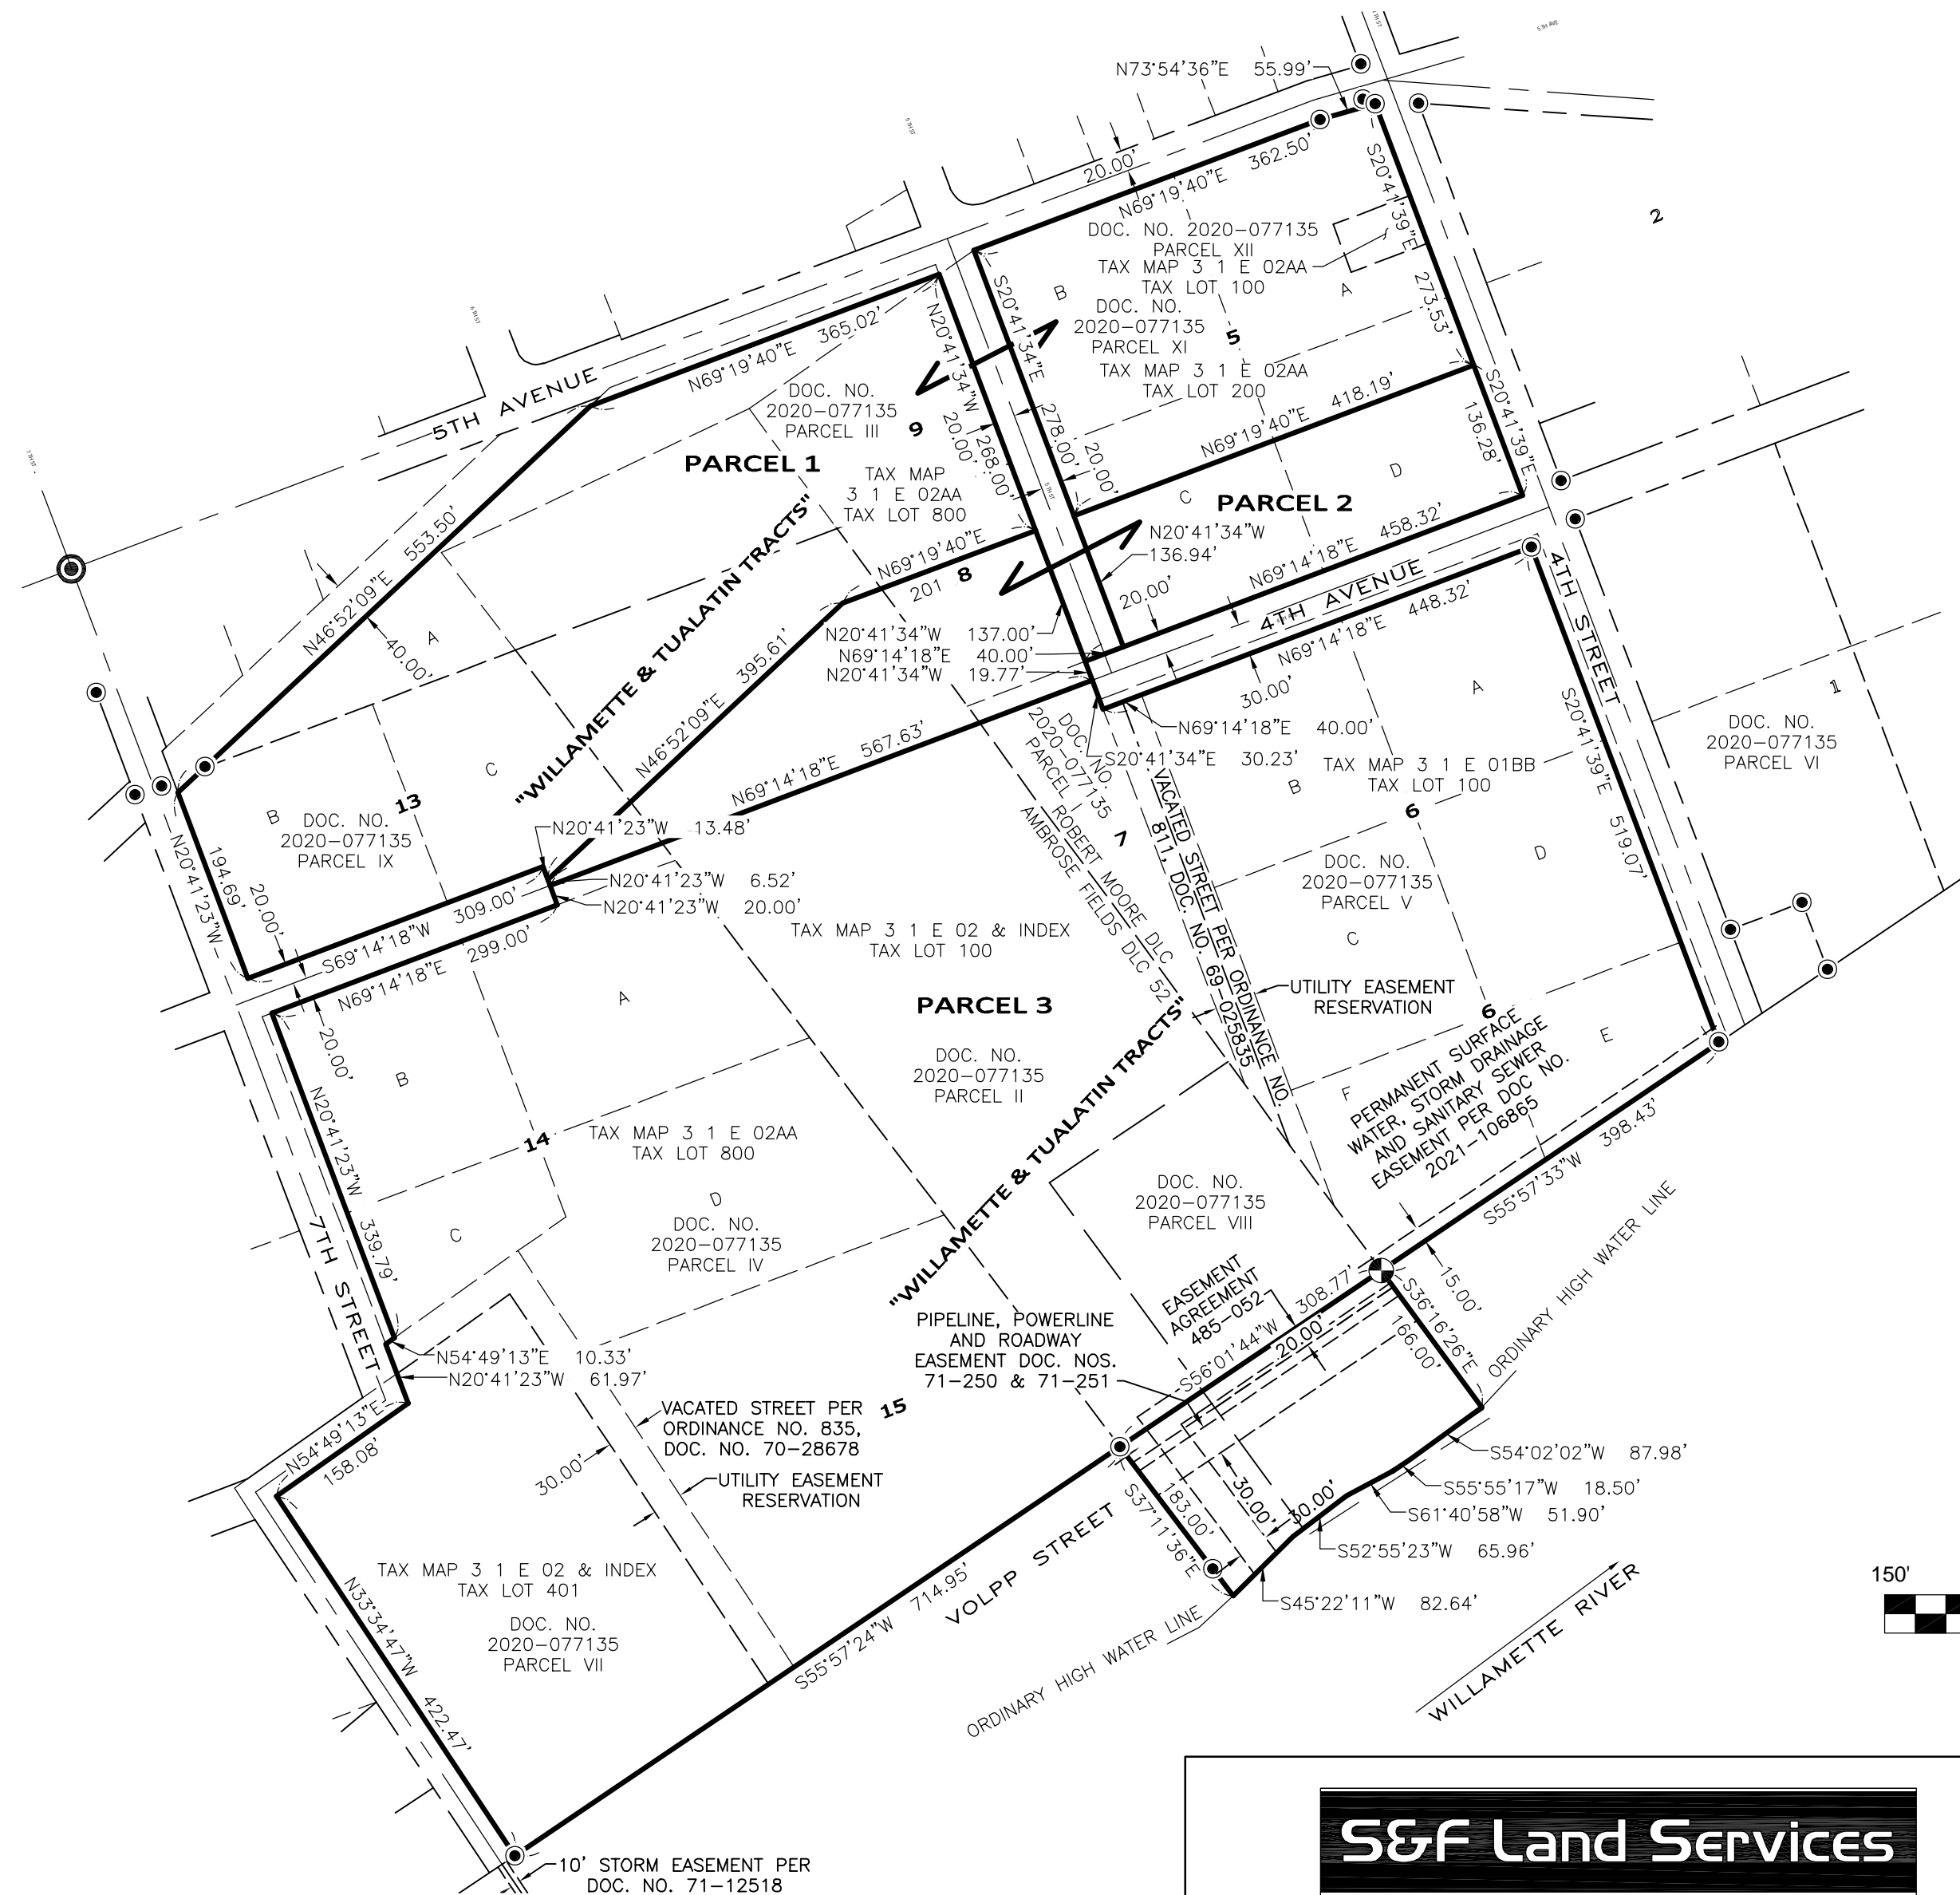 5TH AVE
N73°54'36"E 55.99'
5TH ST
6TH ST
7TH ST
20.00'
N69°19'40"E 362.50'
S20°41'39"E 273.53'
2
DOC. NO. 2020-077135
PARCEL XII
TAX MAP 3 1 E 02AA
TAX LOT 100
A
B
DOC. NO.
2020-077135
PARCEL XI
5
TAX MAP 3 1 E 02AA
TAX LOT 200
S20°41'34"E 278.00'
N69°19'40"E 418.19'
S20°41'39"E 136.28'
N69°19'40"E 365.02'
N20°41'34"W 268.00'
20.00'
20.00'
5TH AVENUE
DOC. NO.
2020-077135
PARCEL III
9
PARCEL 1
TAX MAP
3 1 E 02AA
TAX LOT 800
5TH ST
C
D
PARCEL 2
N20°41'34"W
136.94'
N69°14'18"E 458.32'
20.00'
N69°19'40"E
201
8
4TH AVENUE
4TH STREET
N69°14'18"E 448.32'
30.00'
N20°41'34"W 137.00'
N69°14'18"E 40.00'
N20°41'34"W 19.77'
N69°14'18"E 40.00'
S20°41'34"E 30.23'
N46°52'09"E 553.50'
40.00'
A
"WILLAMETTE & TUALATIN TRACTS"
N46°52'09"E 395.61'
N69°14'18"E 567.63'
C
B
13
DOC. NO.
2020-077135
PARCEL IX
N20°41'23"W 194.69'
20.00'
N20°41'23"W 13.48'
N20°41'23"W 6.52'
N20°41'23"W 20.00'
S69°14'18"W 309.00'
N69°14'18"E 299.00'
20.00'
DOC. NO.
2020-077135
PARCEL I
7
ROBERT MOORE DLC
AMBROSE FIELDS DLC 52
VACATED STREET PER ORDINANCE NO.
811, DOC. NO. 69-025835
A
TAX MAP 3 1 E 01BB
TAX LOT 100
B
6
DOC. NO.
2020-077135
PARCEL V
D
C
S20°41'39"E 519.07'
1
DOC. NO.
2020-077135
PARCEL VI
TAX MAP 3 1 E 02 & INDEX
TAX LOT 100
PARCEL 3
DOC. NO.
2020-077135
PARCEL II
UTILITY EASEMENT
RESERVATION
6
E
F
PERMANENT SURFACE
WATER, STORM DRAINAGE
AND SANITARY SEWER
EASEMENT PER DOC NO.
2021-106865
S55°57'33"W 398.43'
15.00'
"WILLAMETTE & TUALATIN TRACTS"
A
B
14
TAX MAP 3 1 E 02AA
TAX LOT 800
C
D
DOC. NO.
2020-077135
PARCEL IV
N20°41'23"W 339.79'
7TH STREET
DOC. NO.
2020-077135
PARCEL VIII
EASEMENT
AGREEMENT
485-052
S56°01'44"W 308.77'
20.00'
S36°16'26"E
166.00'
ORDINARY HIGH WATER LINE
PIPELINE, POWERLINE
AND ROADWAY
EASEMENT DOC. NOS.
71-250 & 71-251
N54°49'13"E 10.33'
N20°41'23"W 61.97'
N54°49'13"E
158.08'
VACATED STREET PER
ORDINANCE NO. 835,
DOC. NO. 70-28678
15
30.00'
UTILITY EASEMENT
RESERVATION
S37°11'36"E
183.00'
30.00'
30.00'
S54°02'02"W 87.98'
S55°55'17"W 18.50'
S61°40'58"W 51.90'
S52°55'23"W 65.96'
S45°22'11"W 82.64'
VOLPP STREET
S55°57'24"W 714.95'
ORDINARY HIGH WATER LINE
WILLAMETTE RIVER
TAX MAP 3 1 E 02 & INDEX
TAX LOT 401
DOC. NO.
2020-077135
PARCEL VII
N33°34'47"W 422.47'
10' STORM EASEMENT PER
DOC. NO. 71-12518
150'
S&F Land Services